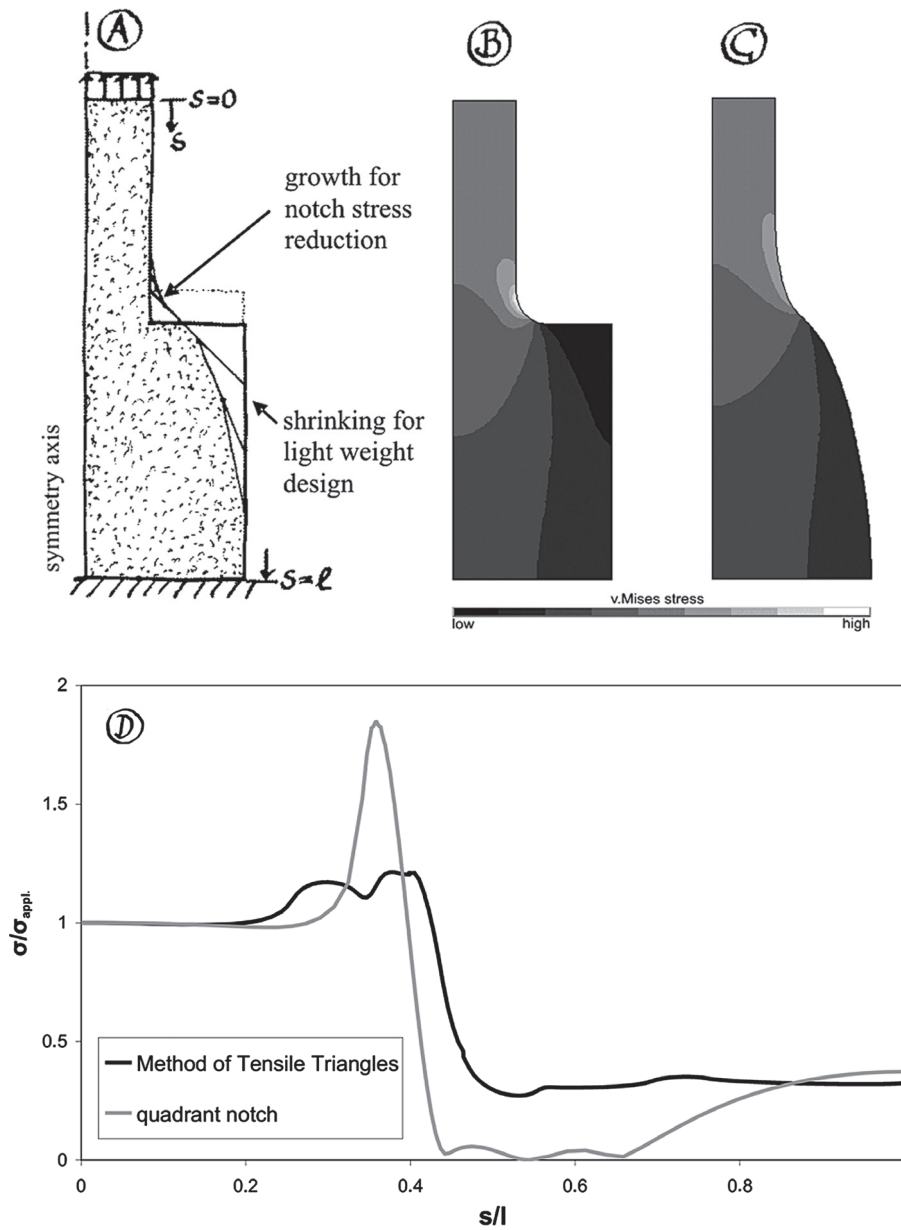 A
B
C
s=0
s
growth for
notch stress
reduction
shrinking for
light weight
design
symmetry axis
s=ℓ
v.Mises stress
low
high
2
D
1.5
1
0.5
0
σ/σappl.
Method of Tensile Triangles
quadrant notch
0
0.2
0.4
0.6
0.8
s/l